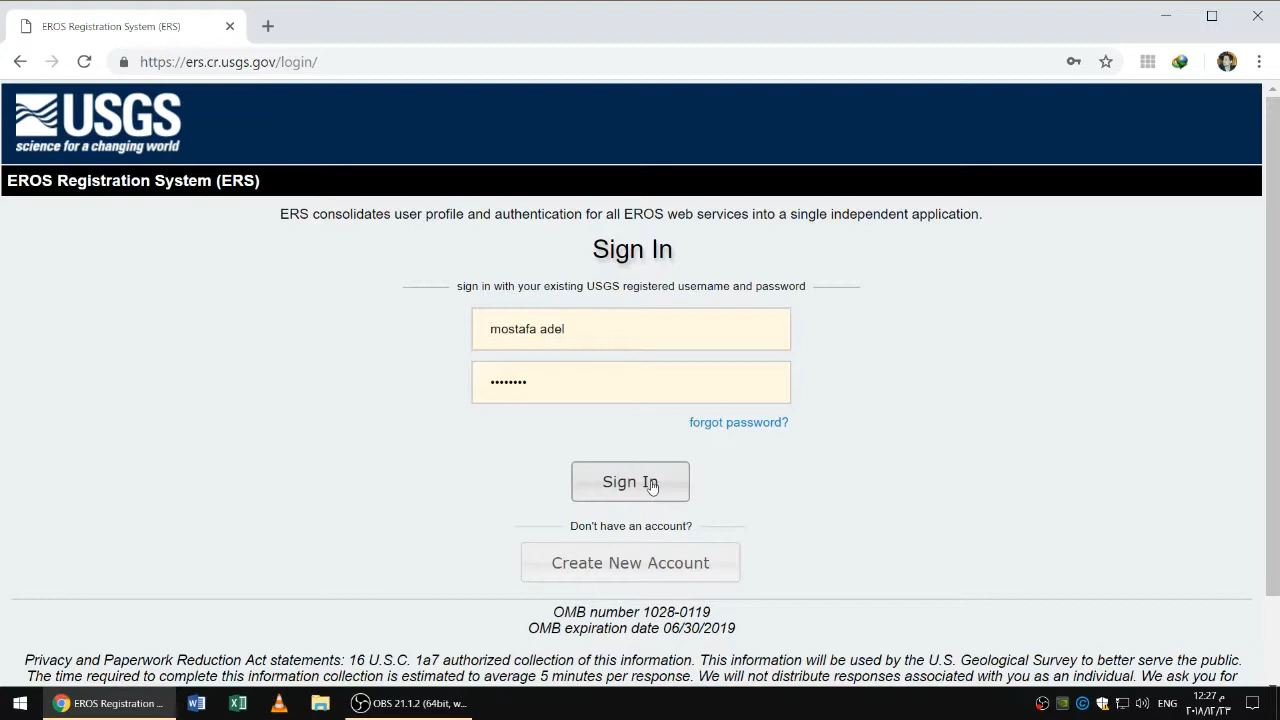 EROS Registration System (ERS)
https://ers.cr.usgs.gov/login/
USGS
science for a changing world
EROS Registration System (ERS)
ERS consolidates user profile and authentication for all EROS web services into a single independent application.
Sign In
sign in with your existing USGS registered username and password
mostafa adel
••••••••
forgot password?
Sign In
Don't have an account?
Create New Account
OMB number 1028-0119
OMB expiration date 06/30/2019
Privacy and Paperwork Reduction Act statements: 16 U.S.C. 1a7 authorized collection of this information. This information will be used by the U.S. Geological Survey to better serve the public.
The time required to complete this information collection is estimated to average 5 minutes per response. We will not distribute responses associated with you as an individual. We ask you for
EROS Registration ...
OBS 21.1.2 (64bit, w...
ENG
12:27 م
٢٠١٨/١٢/٢٣